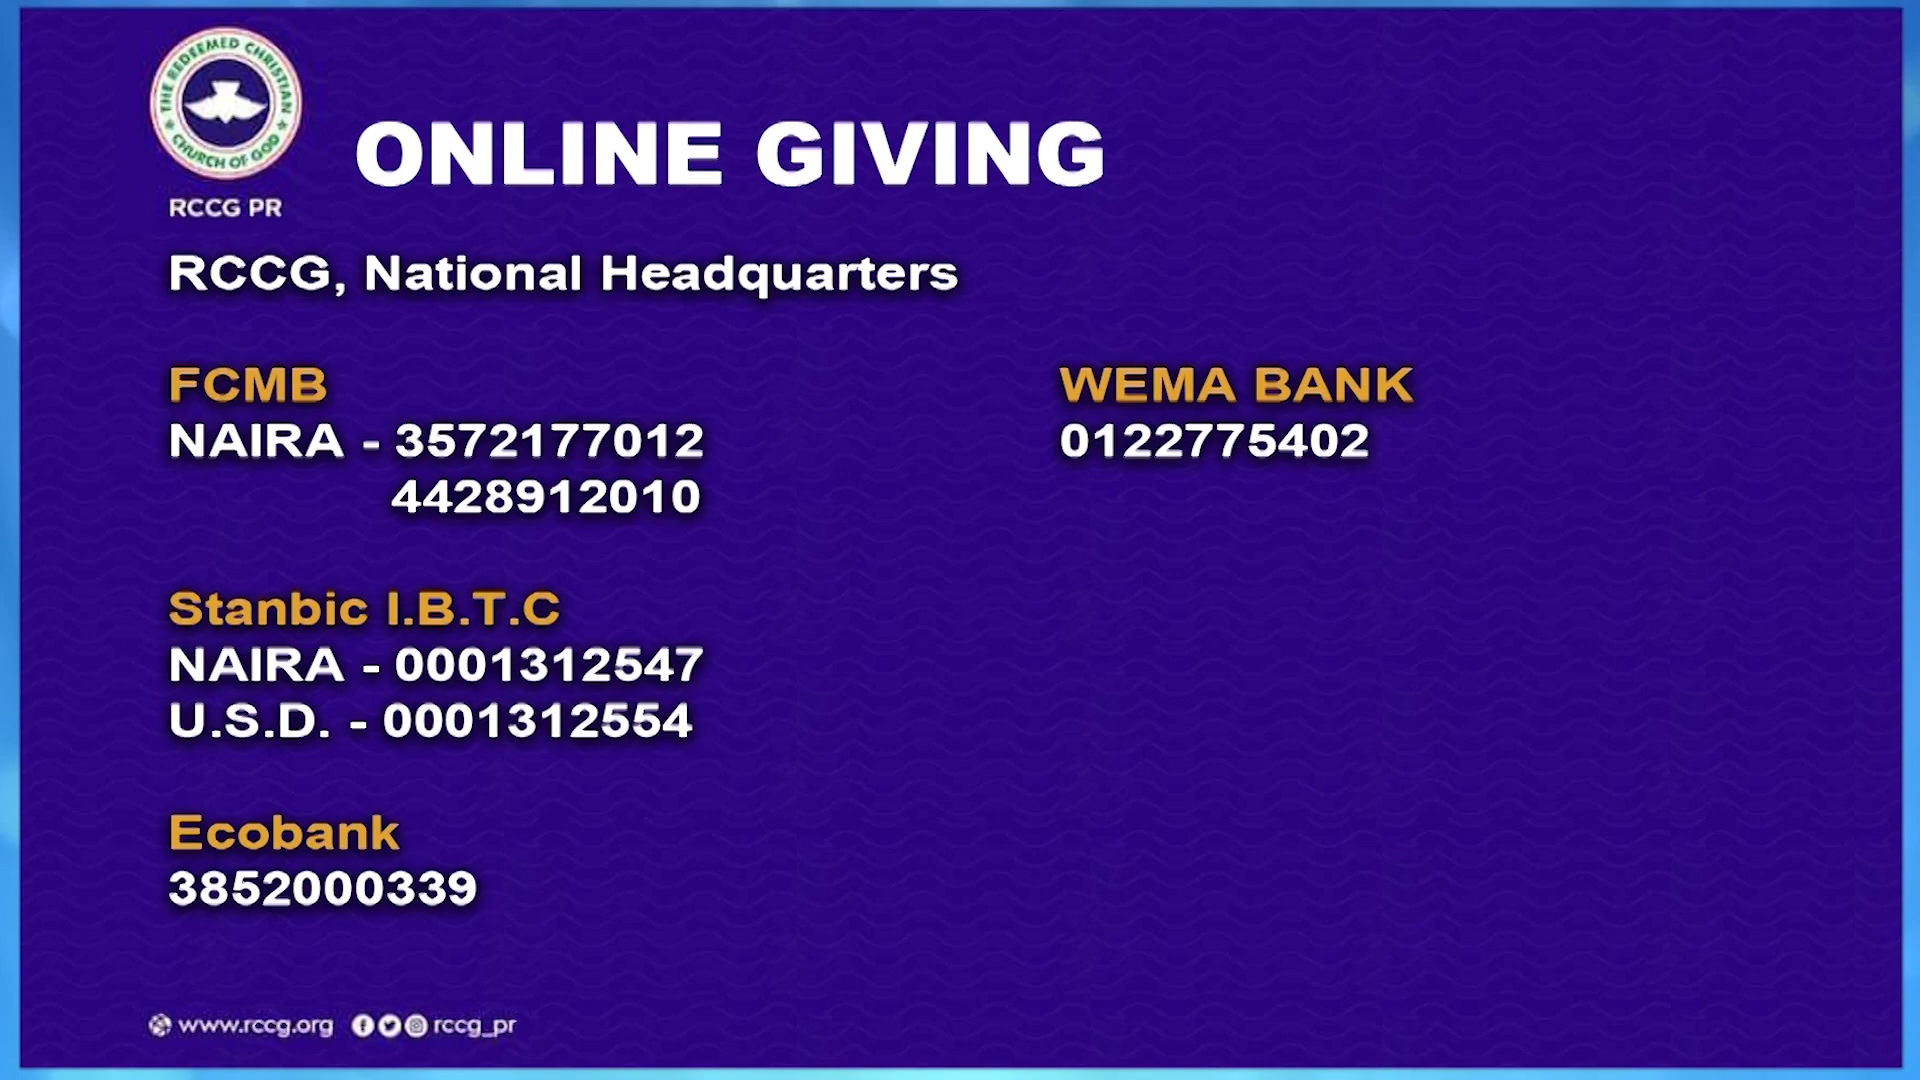 THE REDEEMED CHRISTIAN
CHURCH OF GOD
RCCG PR
ONLINE GIVING
RCCG, National Headquarters
FCMB
NAIRA - 3572177012
4428912010
Stanbic I.B.T.C
NAIRA - 0001312547
U.S.D. - 0001312554
Ecobank
3852000339
WEMA BANK
0122775402
www.rccg.org rccg_pr